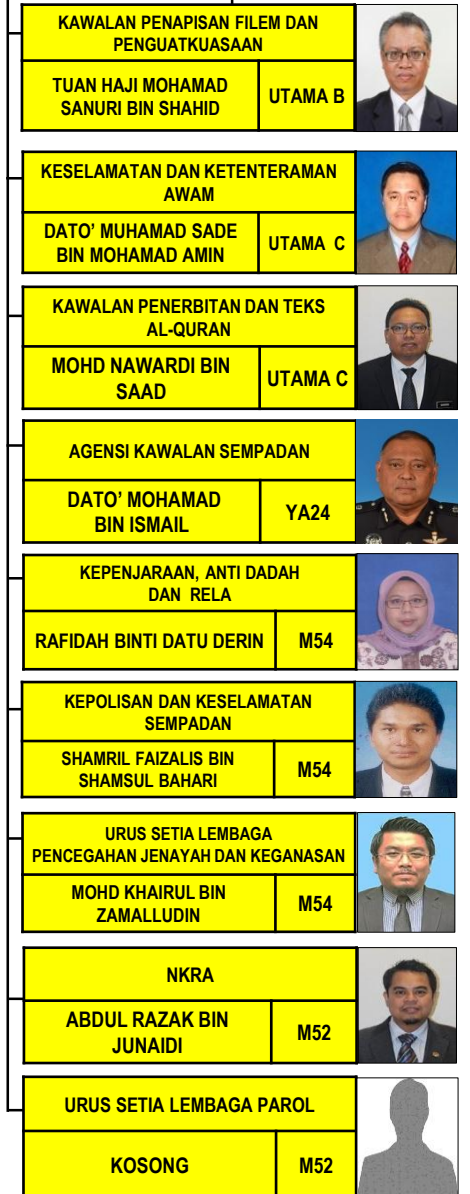 KAWALAN PENAPISAN FILEM DAN
PENGUATKUASAAN
TUAN HAJI MOHAMAD
SANURI BIN SHAHID
UTAMA B
KESELAMATAN DAN KETENTERAMAN
AWAM
DATO' MUHAMAD SADE
BIN MOHAMAD AMIN
UTAMA C
KAWALAN PENERBITAN DAN TEKS
AL-QURAN
MOHD NAWARDI BIN
SAAD
UTAMA C
AGENSI KAWALAN SEMPADAN
DATO' MOHAMAD
BIN ISMAIL
YA24
KEPENJARAAN, ANTI DADAH
DAN RELA
RAFIDAH BINTI DATU DERIN
M54
KEPOLISAN DAN KESELAMATAN
SEMPADAN
SHAMRIL FAIZALIS BIN
SHAMSUL BAHARI
M54
URUS SETIA LEMBAGA
PENCEGAHAN JENAYAH DAN KEGANASAN
MOHD KHAIRUL BIN
ZAMALLUDIN
M54
NKRA
ABDUL RAZAK BIN
JUNAIDI
M52
URUS SETIA LEMBAGA PAROL
KOSONG
M52